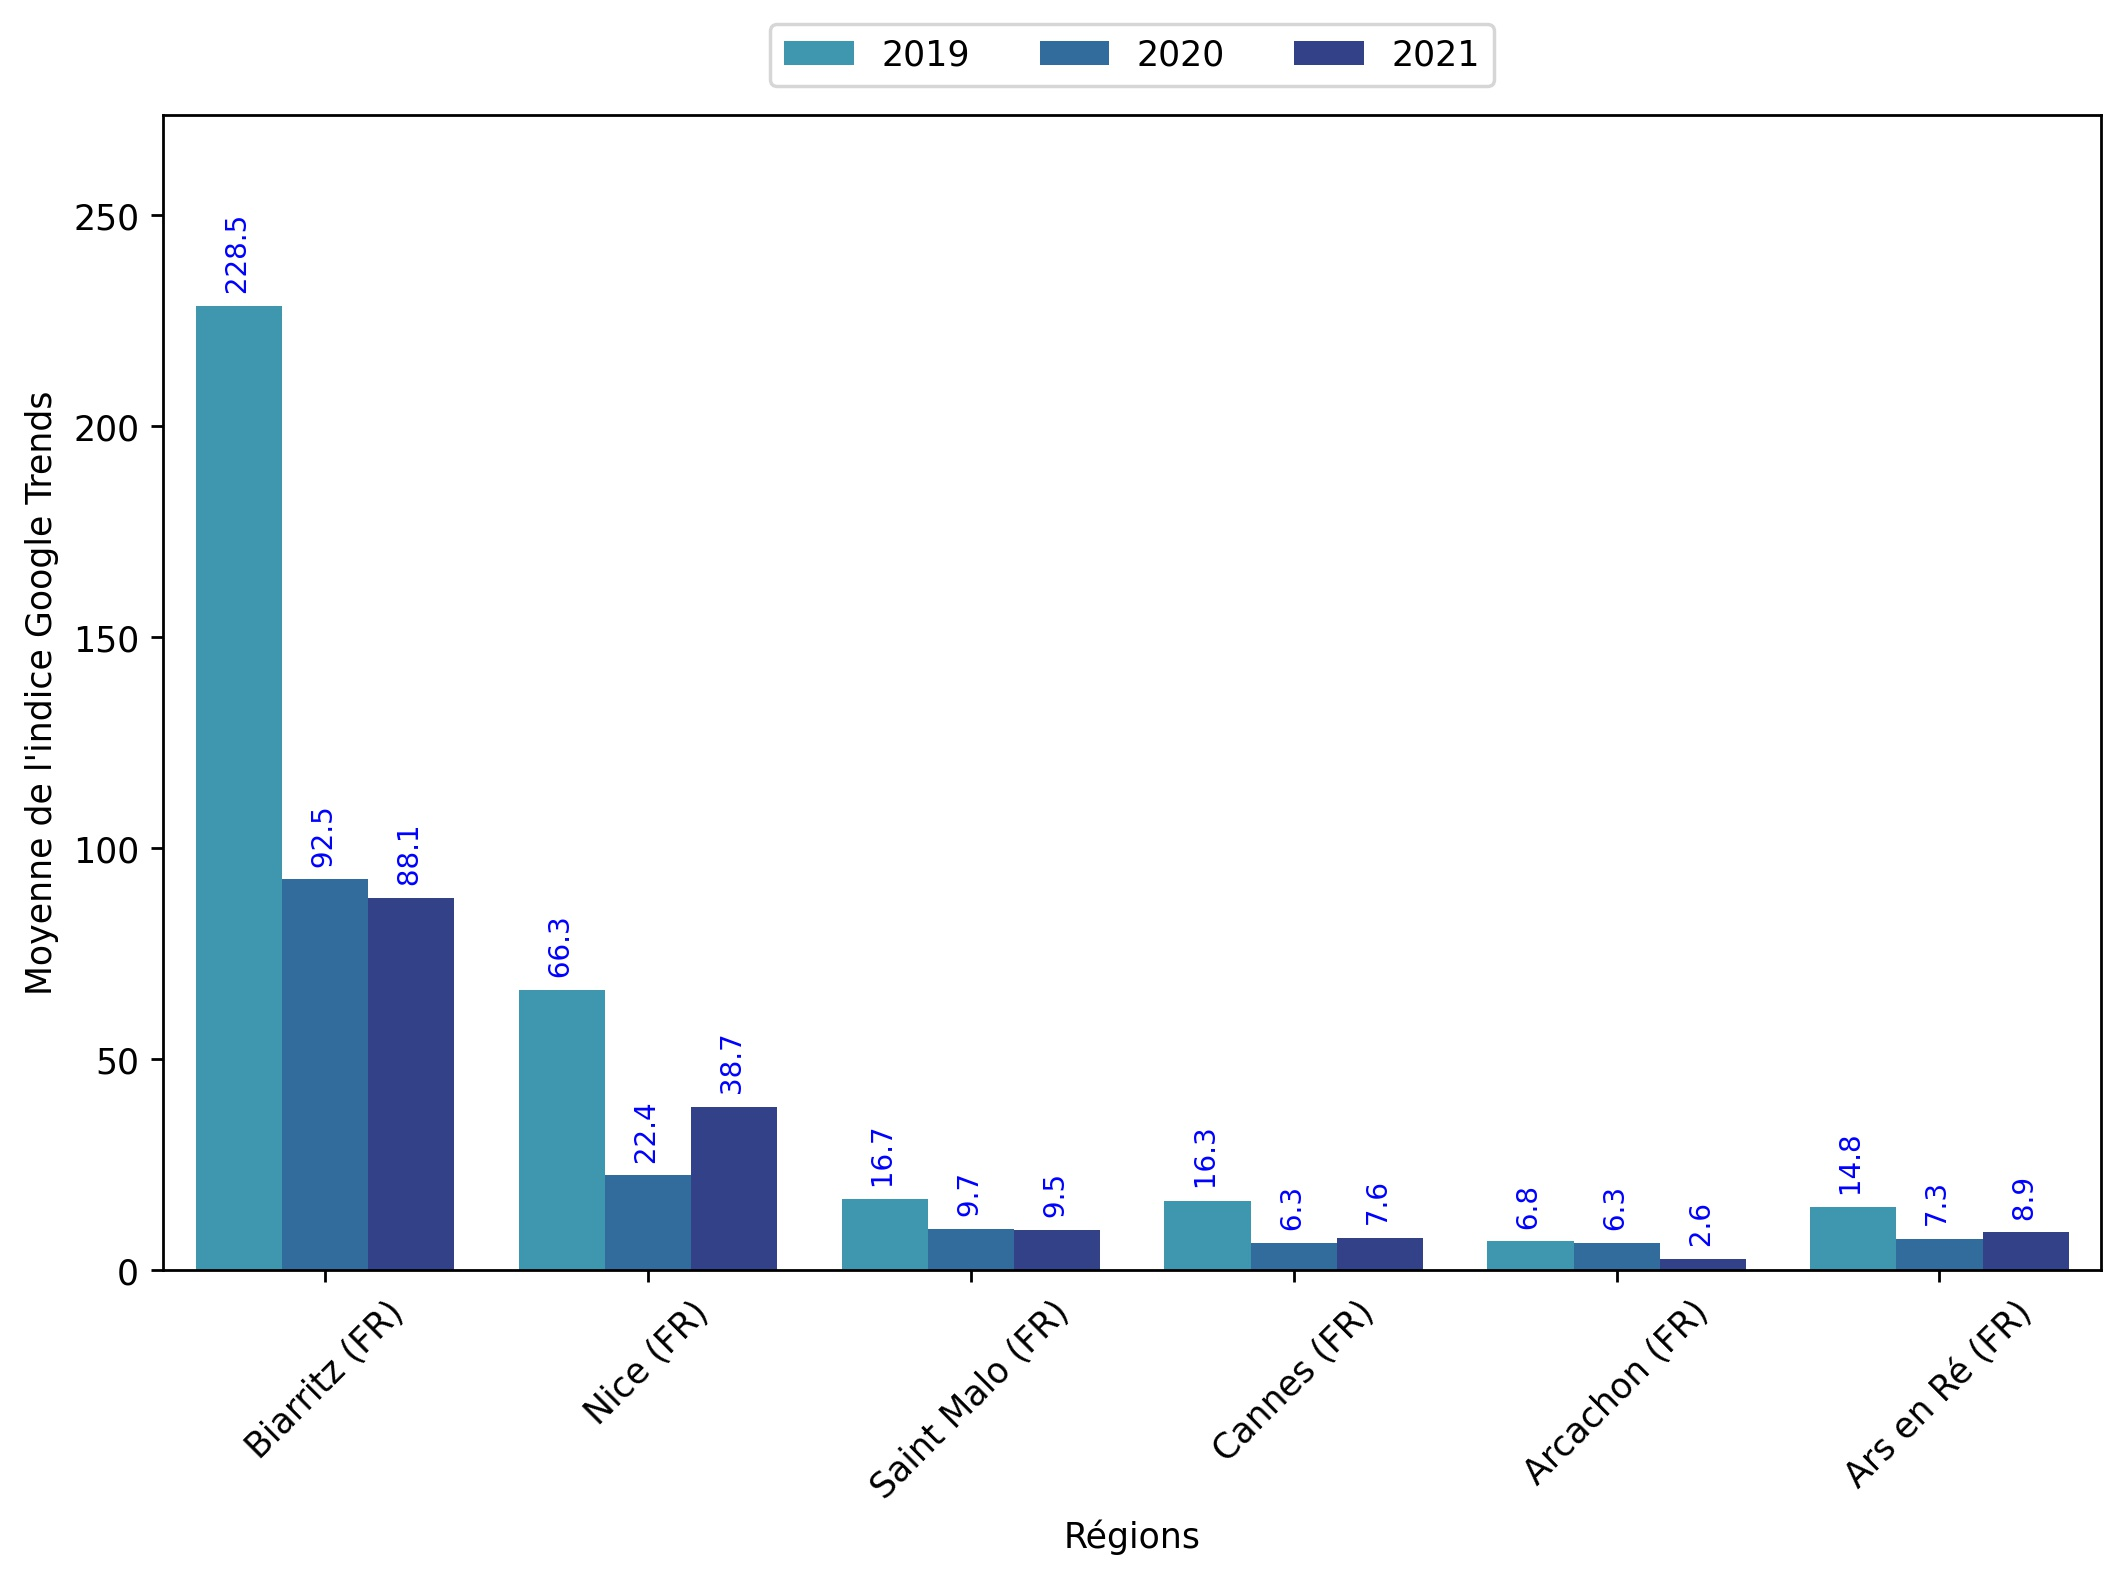 2019 2020 2021
Moyenne de l'indice Google Trends
250
200
150
100
50
0
228.5
92.5
88.1
66.3
22.4
38.7
16.7
9.7
9.5
16.3
6.3
7.6
6.8
6.3
2.6
14.8
7.3
8.9
Biarritz (FR)
Nice (FR)
Saint Malo (FR)
Cannes (FR)
Arcachon (FR)
Ars en Ré (FR)
Régions